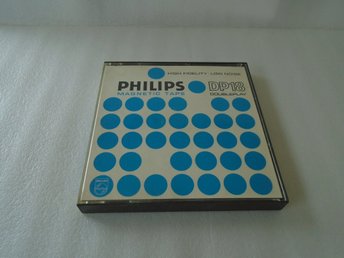 HIGH FIDELITY - LOW NOISE
PHILIPS DP18
MAGNETIC TAPE DOUBLEPLAY